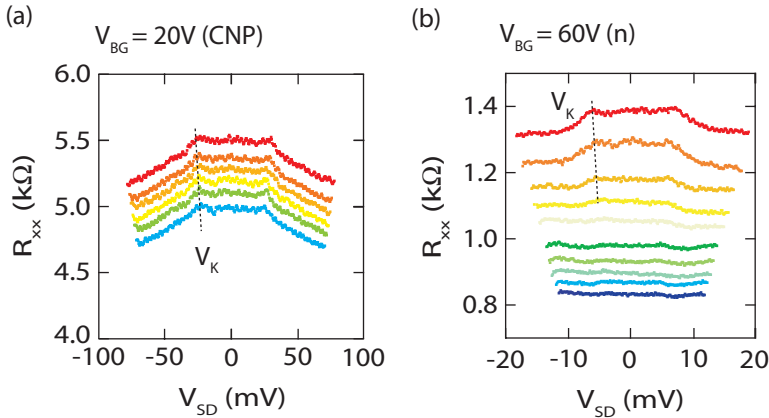 (a)
V_BG = 20V (CNP)
6.0
5.5
5.0
4.5
4.0
R_xx (kΩ)
V_K
-100
-50
0
50
100
V_SD (mV)
(b)
V_BG = 60V (n)
1.4
1.2
1.0
0.8
R_xx (kΩ)
V_K
-20
-10
0
10
20
V_SD (mV)